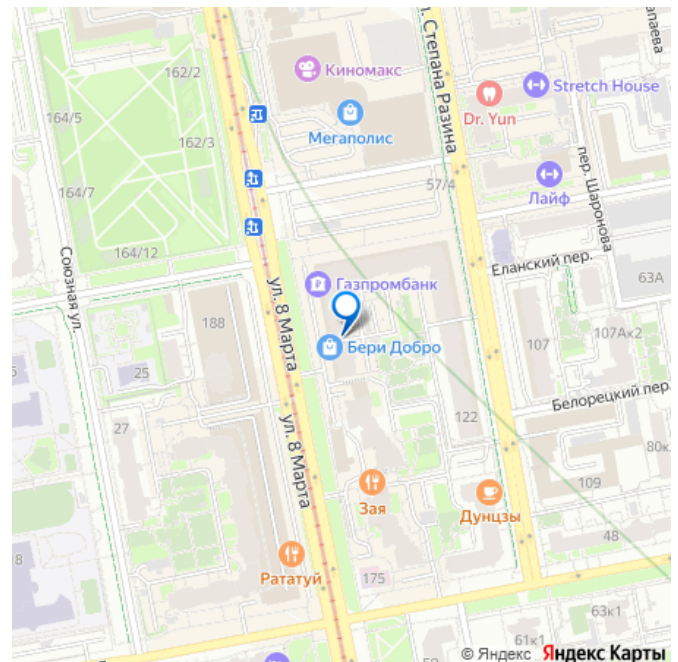 162/2
Киномакс
Stretch House
Dr. Yun
164/5
Мегаполис
ул. Степана Разина
162/3
пер. Шаронова
57/4
Лайф
164/7
164/12
Союзная ул.
Еланский пер.
63А
ул. 8 Марта
Газпромбанк
188
Бери Добро
107
107Ак2
25
Белорецкий пер.
122
27
ул. 8 Марта
109
Зая
Дунцзы
48
8
Рататуй
175
63к1
61к1
© Яндекс Яндекс Карты